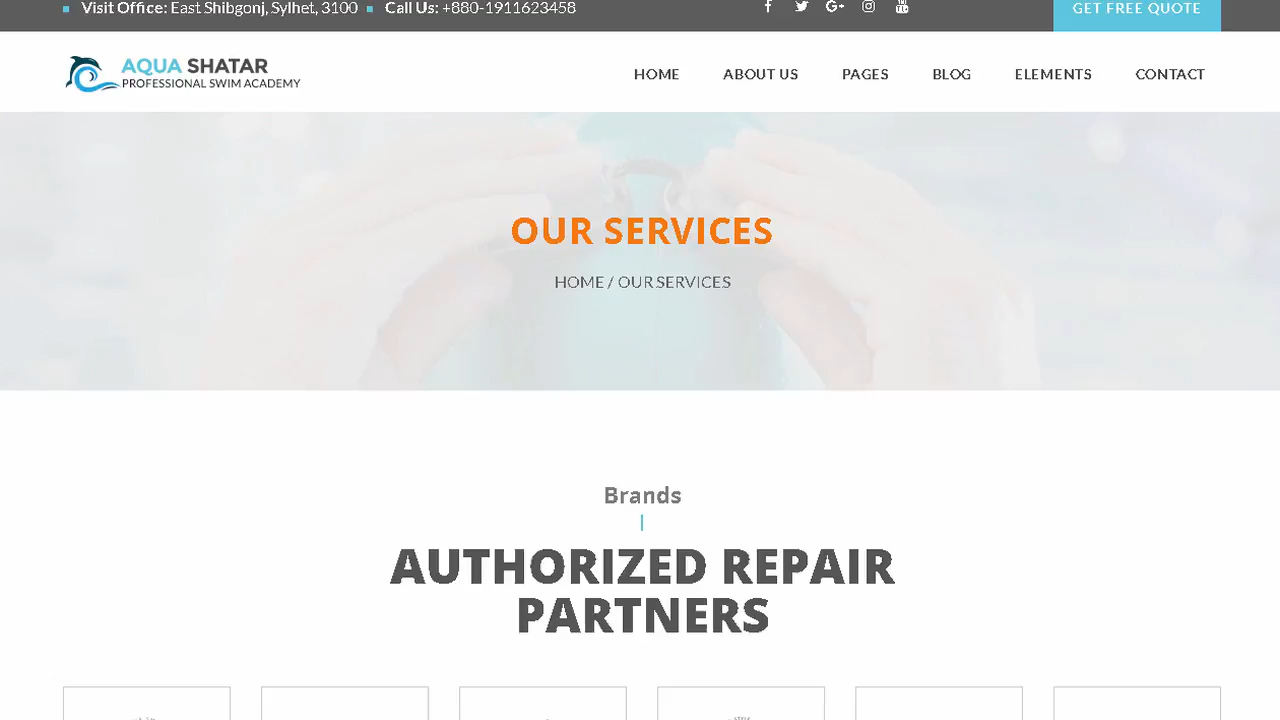 Visit Office: East Shibgonj, Sylhet, 3100 Call Us: +880-1911623458
GET FREE QUOTE
AQUA SHATAR
PROFESSIONAL SWIM ACADEMY
HOME ABOUT US PAGES BLOG ELEMENTS CONTACT
OUR SERVICES
HOME / OUR SERVICES
Brands
AUTHORIZED REPAIR
PARTNERS